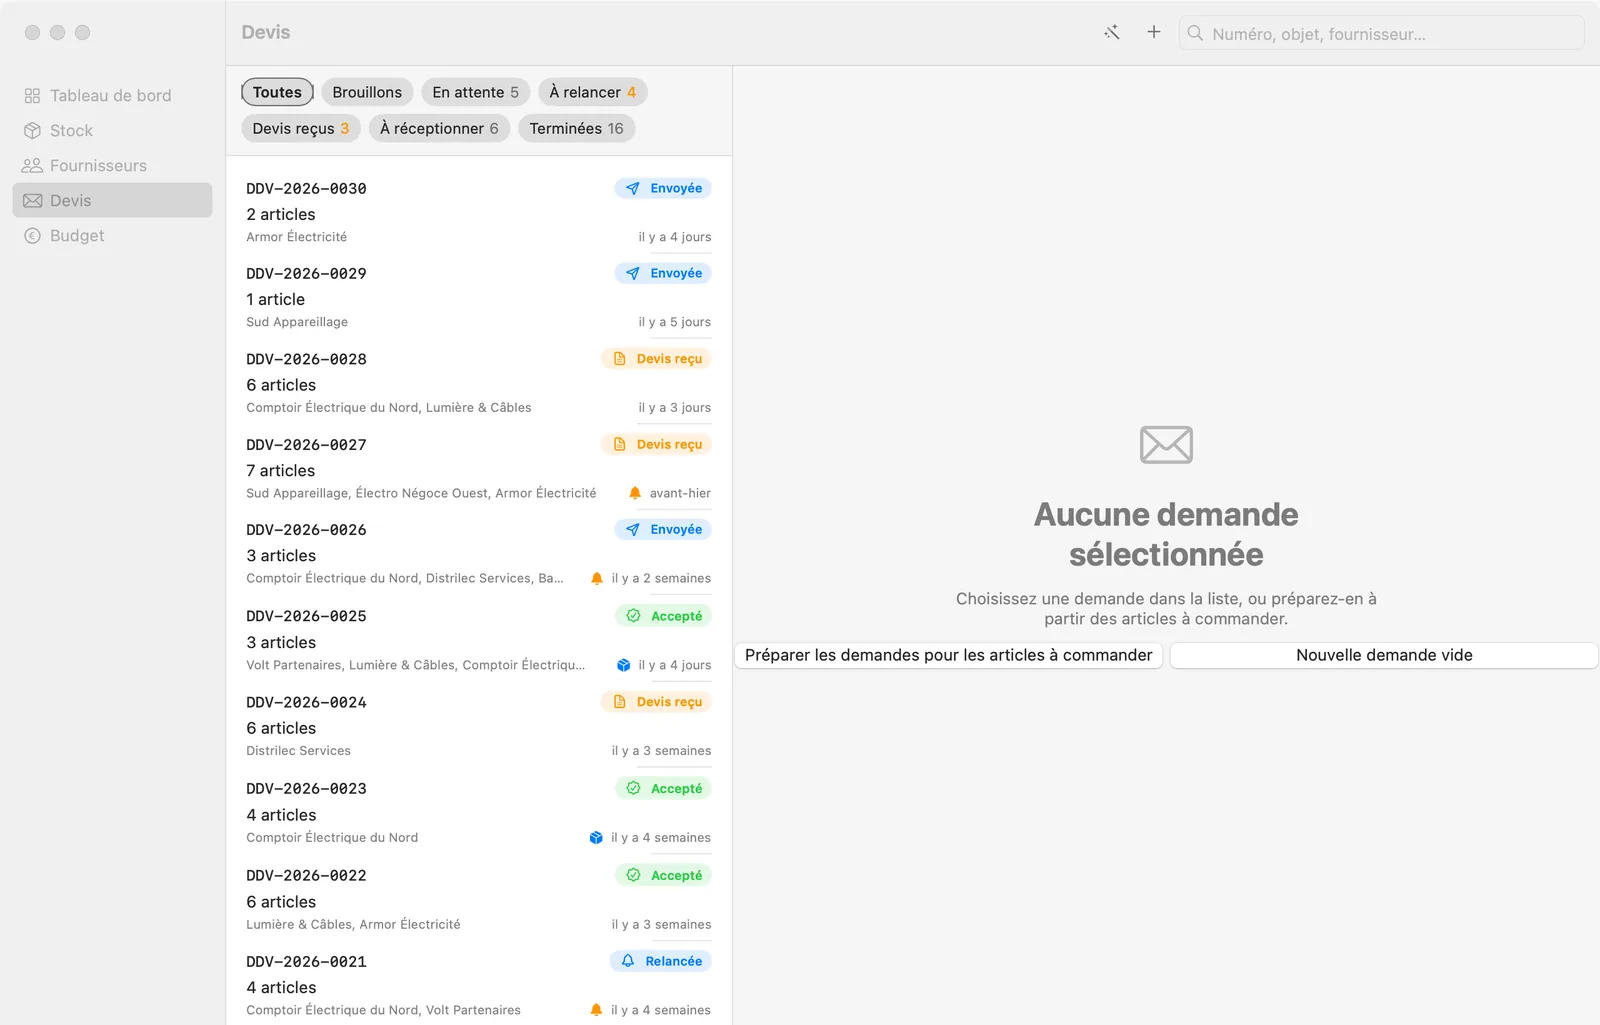 Devis
Numéro, objet, fournisseur...
Tableau de bord
Stock
Fournisseurs
Devis
Budget
Toutes
Brouillons
En attente 5
À relancer 4
Devis reçus 3
À réceptionner 6
Terminées 16
DDV-2026-0030
Envoyée
2 articles
Armor Électricité
il y a 4 jours
DDV-2026-0029
Envoyée
1 article
Sud Appareillage
il y a 5 jours
DDV-2026-0028
Devis reçu
6 articles
Comptoir Électrique du Nord, Lumière & Câbles
il y a 3 jours
DDV-2026-0027
Devis reçu
7 articles
Sud Appareillage, Électro Négoce Ouest, Armor Électricité
avant-hier
DDV-2026-0026
Envoyée
3 articles
Comptoir Électrique du Nord, Distrilec Services, Ba...
il y a 2 semaines
DDV-2026-0025
Accepté
3 articles
Volt Partenaires, Lumière & Câbles, Comptoir Électriqu...
il y a 4 jours
DDV-2026-0024
Devis reçu
6 articles
Distrilec Services
il y a 3 semaines
DDV-2026-0023
Accepté
4 articles
Comptoir Électrique du Nord
il y a 4 semaines
DDV-2026-0022
Accepté
6 articles
Lumière & Câbles, Armor Électricité
il y a 3 semaines
DDV-2026-0021
Relancée
4 articles
Comptoir Électrique du Nord, Volt Partenaires
il y a 4 semaines
Aucune demande
sélectionnée
Choisissez une demande dans la liste, ou préparez-en à
partir des articles à commander.
Préparer les demandes pour les articles à commander
Nouvelle demande vide